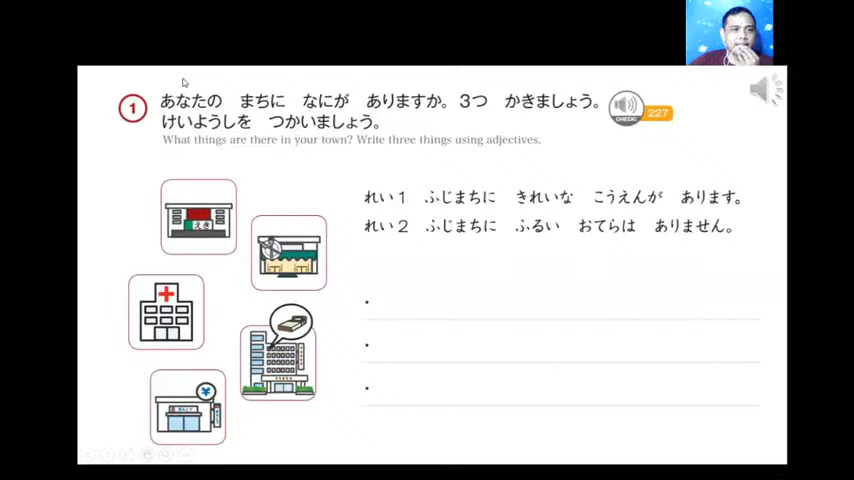 1
あなたの まちに なにが ありますか。3つ かきましょう。
けいようしを つかいましょう。
CHECK!
227
What things are there in your town? Write three things using adjectives.
れい1 ふじまちに きれいな こうえんが あります。
れい2 ふじまちに ふるい おてらは ありません。
えき
¥